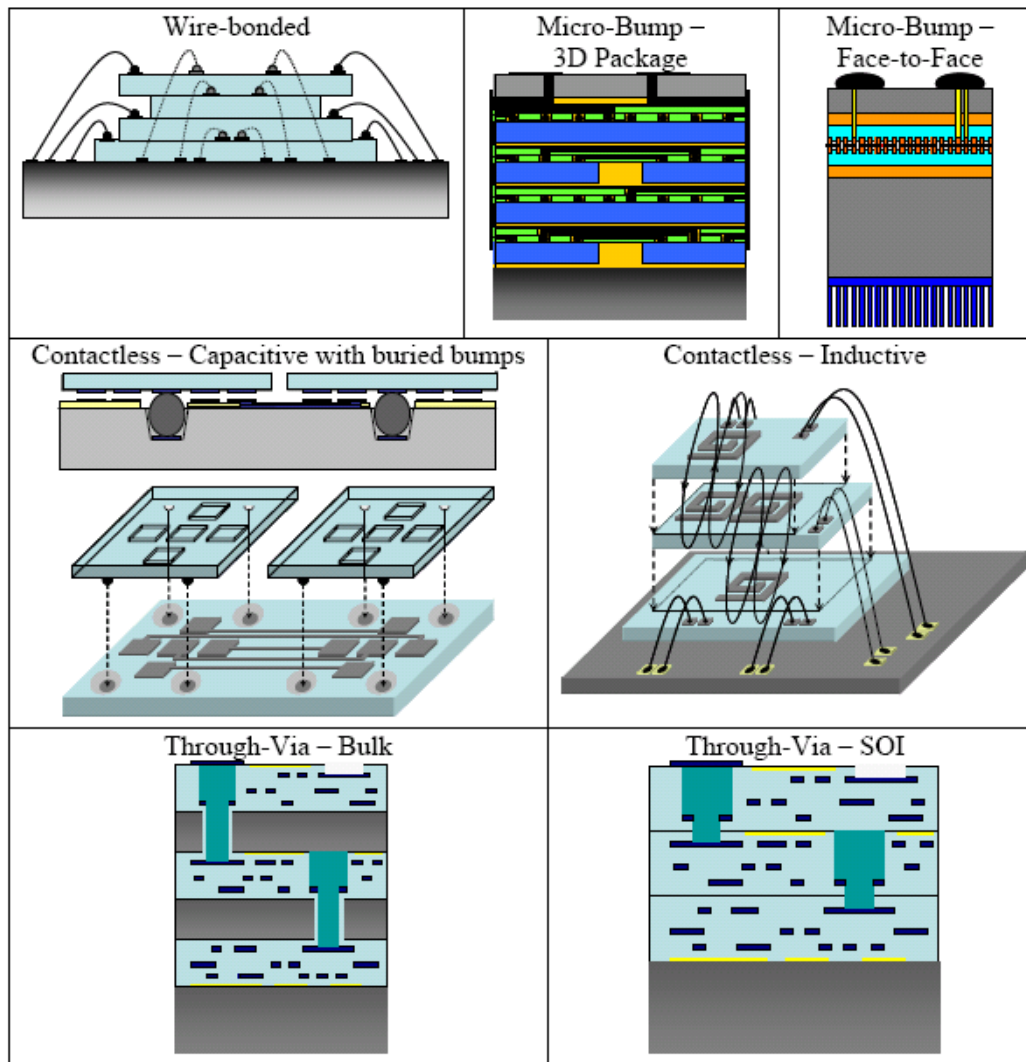 Wire-bonded
Micro-Bump –
3D Package
Micro-Bump –
Face-to-Face
Contactless – Capacitive with buried bumps
Contactless – Inductive
Through-Via – Bulk
Through-Via – SOI